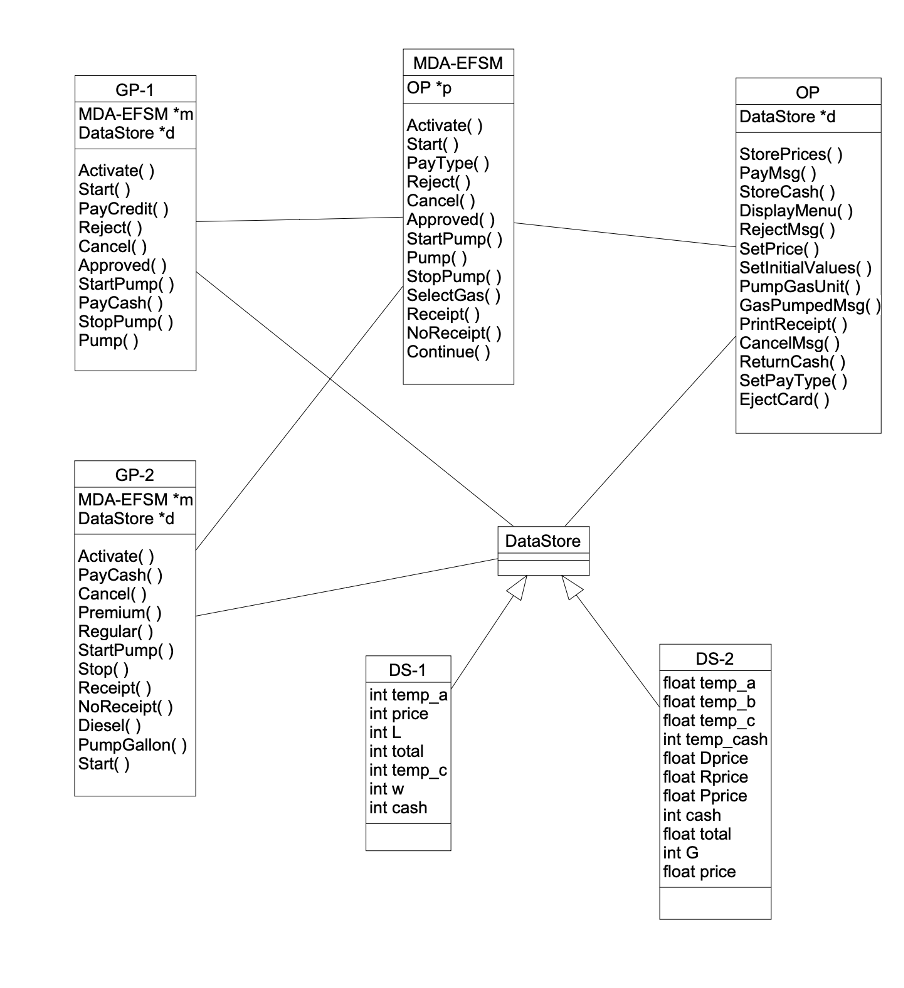 GP-1
MDA-EFSM *m
DataStore *d
Activate( )
Start( )
PayCredit( )
Reject( )
Cancel( )
Approved( )
StartPump( )
PayCash( )
StopPump( )
Pump( )
MDA-EFSM
OP *p
Activate( )
Start( )
PayType( )
Reject( )
Cancel( )
Approved( )
StartPump( )
Pump( )
StopPump( )
SelectGas( )
Receipt( )
NoReceipt( )
Continue( )
OP
DataStore *d
StorePrices( )
PayMsg( )
StoreCash( )
DisplayMenu( )
RejectMsg( )
SetPrice( )
SetInitialValues( )
PumpGasUnit( )
GasPumpedMsg( )
PrintReceipt( )
CancelMsg( )
ReturnCash( )
SetPayType( )
EjectCard( )
GP-2
MDA-EFSM *m
DataStore *d
Activate( )
PayCash( )
Cancel( )
Premium( )
Regular( )
StartPump( )
Stop( )
Receipt( )
NoReceipt( )
Diesel( )
PumpGallon( )
Start( )
DataStore
DS-1
int temp_a
int price
int L
int total
int temp_c
int w
int cash
DS-2
float temp_a
float temp_b
float temp_c
int temp_cash
float Dprice
float Rprice
float Pprice
int cash
float total
int G
float price